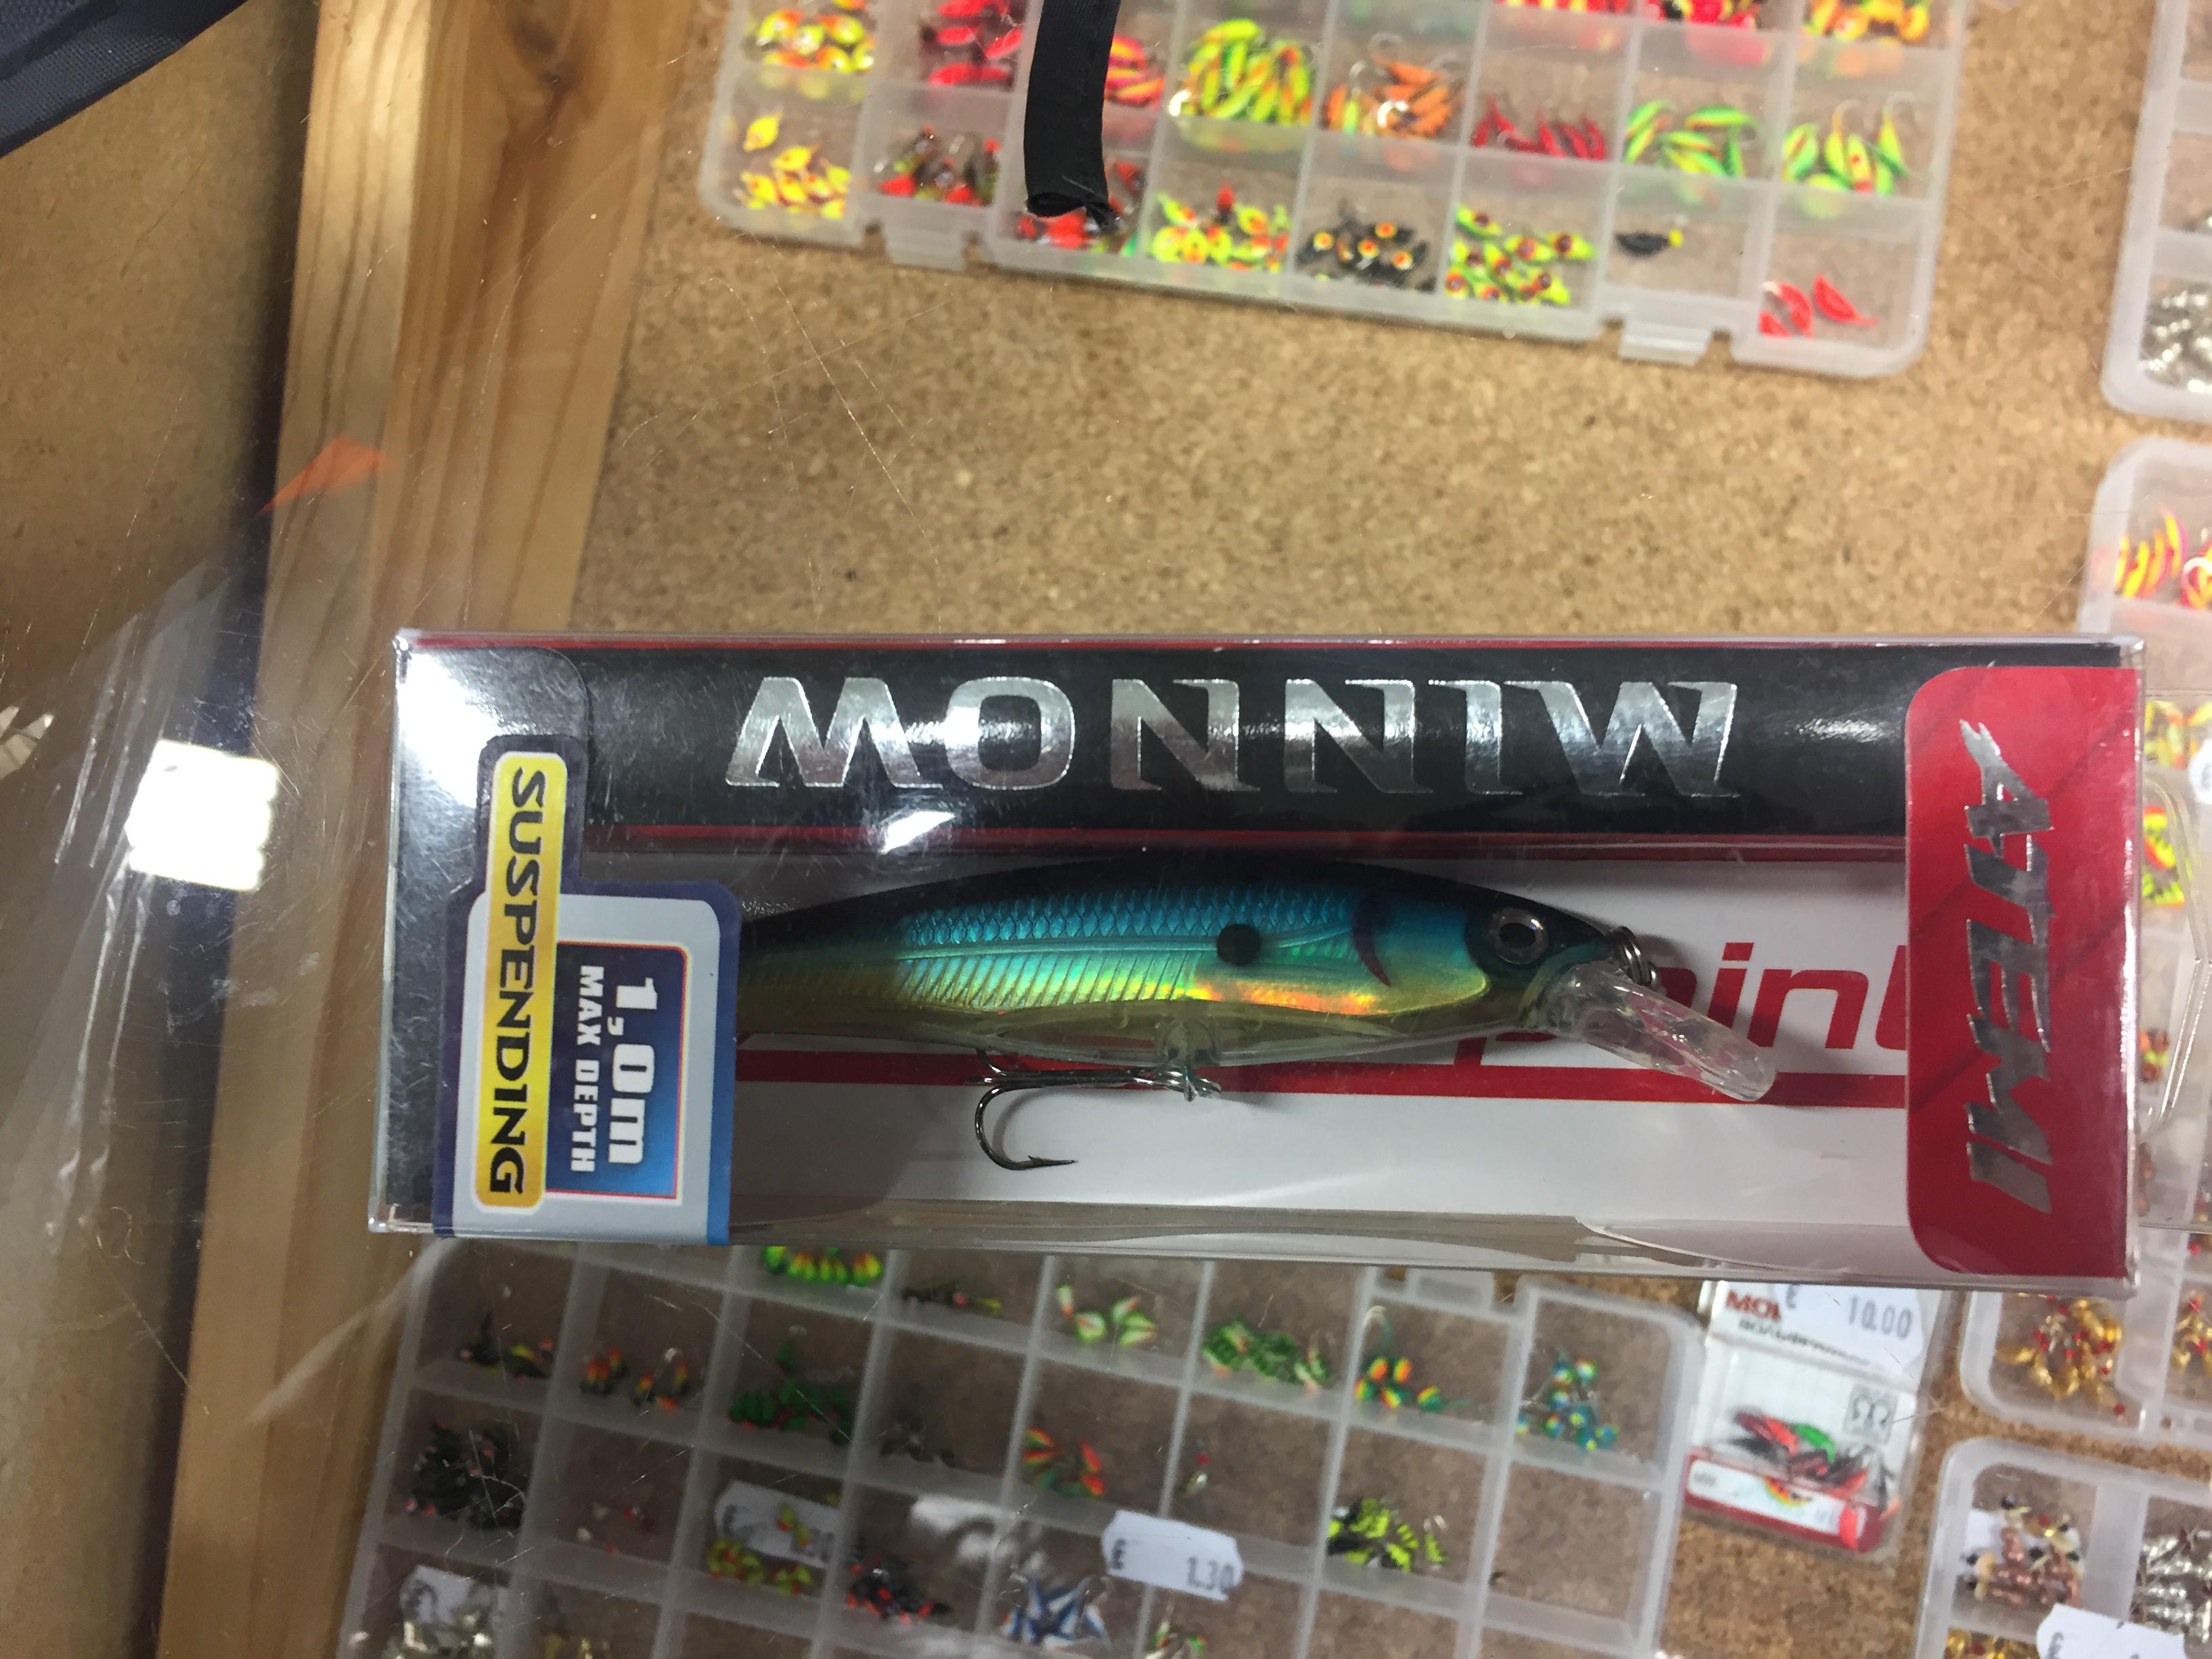 MINNOW
ATEMI
SUSPENDING
1,0m
MAX DEPTH
10.00
£ 1.30